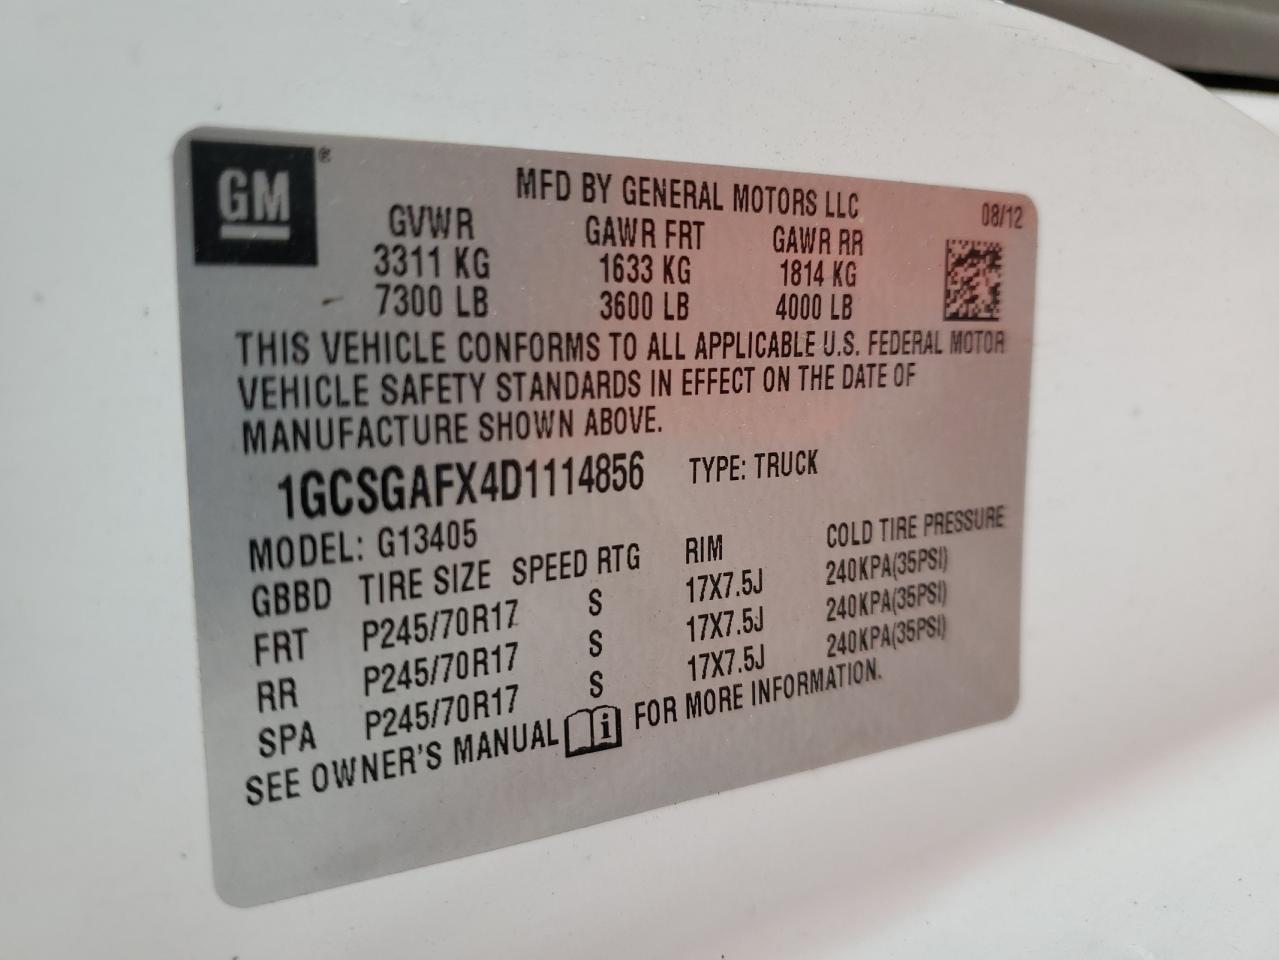 GM®
MFD BY GENERAL MOTORS LLC
08/12
GVWR GAWR FRT GAWR RR
3311 KG 1633 KG 1814 KG
7300 LB 3600 LB 4000 LB
THIS VEHICLE CONFORMS TO ALL APPLICABLE U.S. FEDERAL MOTOR
VEHICLE SAFETY STANDARDS IN EFFECT ON THE DATE OF
MANUFACTURE SHOWN ABOVE.
1GCSGAFX4D1114856 TYPE: TRUCK
MODEL: G13405
GBBD TIRE SIZE SPEED RTG RIM COLD TIRE PRESSURE
FRT P245/70R17 S 17X7.5J 240KPA(35PSI)
RR P245/70R17 S 17X7.5J 240KPA(35PSI)
SPA P245/70R17 S 17X7.5J 240KPA(35PSI)
SEE OWNER'S MANUAL i FOR MORE INFORMATION.